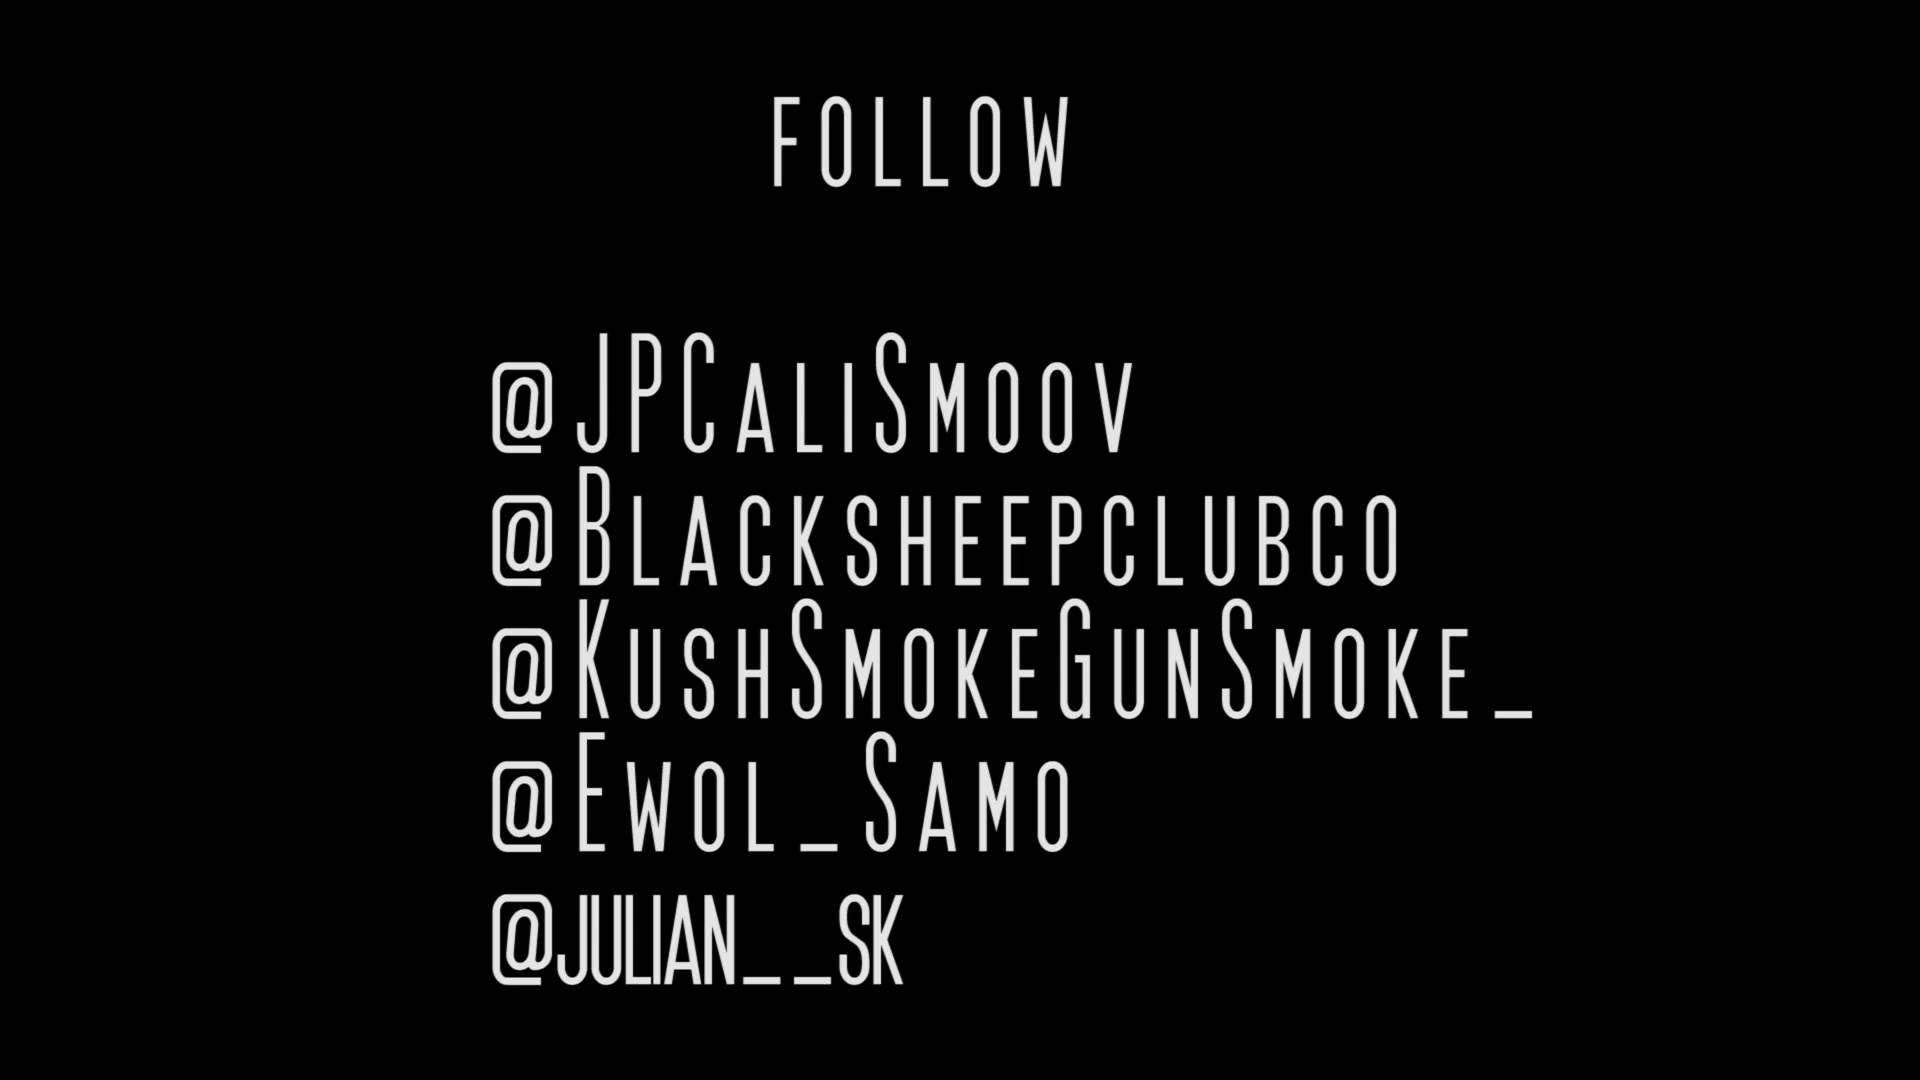 FOLLOW
@JPCaliSmoov
@Blacksheepclubco
@KushSmokeGunSmoke_
@Ewol_Samo
@julian__sk